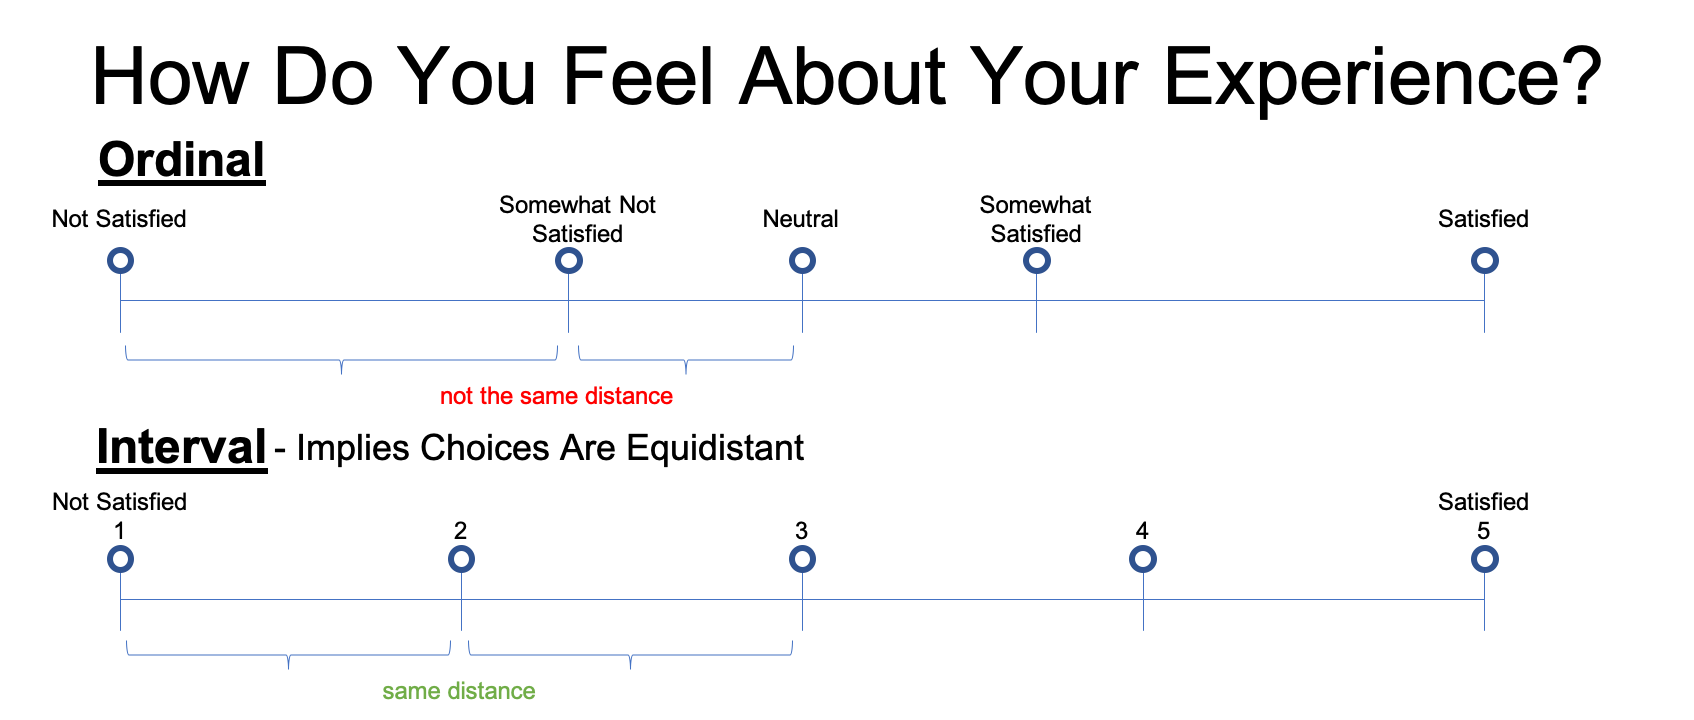 How Do You Feel About Your Experience?
Ordinal
Not Satisfied
Somewhat Not
Satisfied
Neutral
Somewhat
Satisfied
Satisfied
not the same distance
Interval - Implies Choices Are Equidistant
Not Satisfied
1
2
3
4
Satisfied
5
same distance